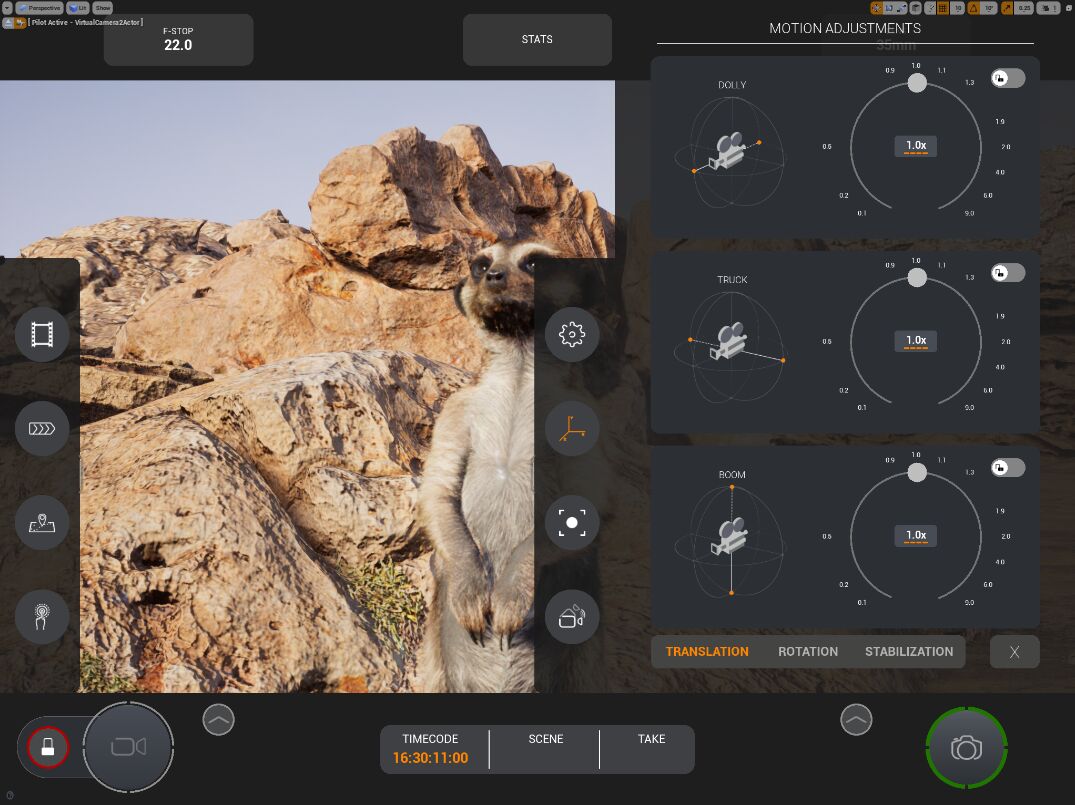 Perspective Lit Show
10 10° 0.25 1
[ Pilot Active - VirtualCamera2Actor ]
F-STOP
22.0
STATS
35mm
MOTION ADJUSTMENTS
DOLLY
0.9 1.0 1.1
1.3
1.9
0.5 1.0x 2.0
4.0
0.2 6.0
0.1 9.0
TRUCK
0.9 1.0 1.1
1.3
1.9
0.5 1.0x 2.0
4.0
0.2 6.0
0.1 9.0
BOOM
0.9 1.0 1.1
1.3
1.9
0.5 1.0x 2.0
4.0
0.2 6.0
0.1 9.0
TRANSLATION ROTATION STABILIZATION X
TIMECODE SCENE TAKE
16:30:11:00